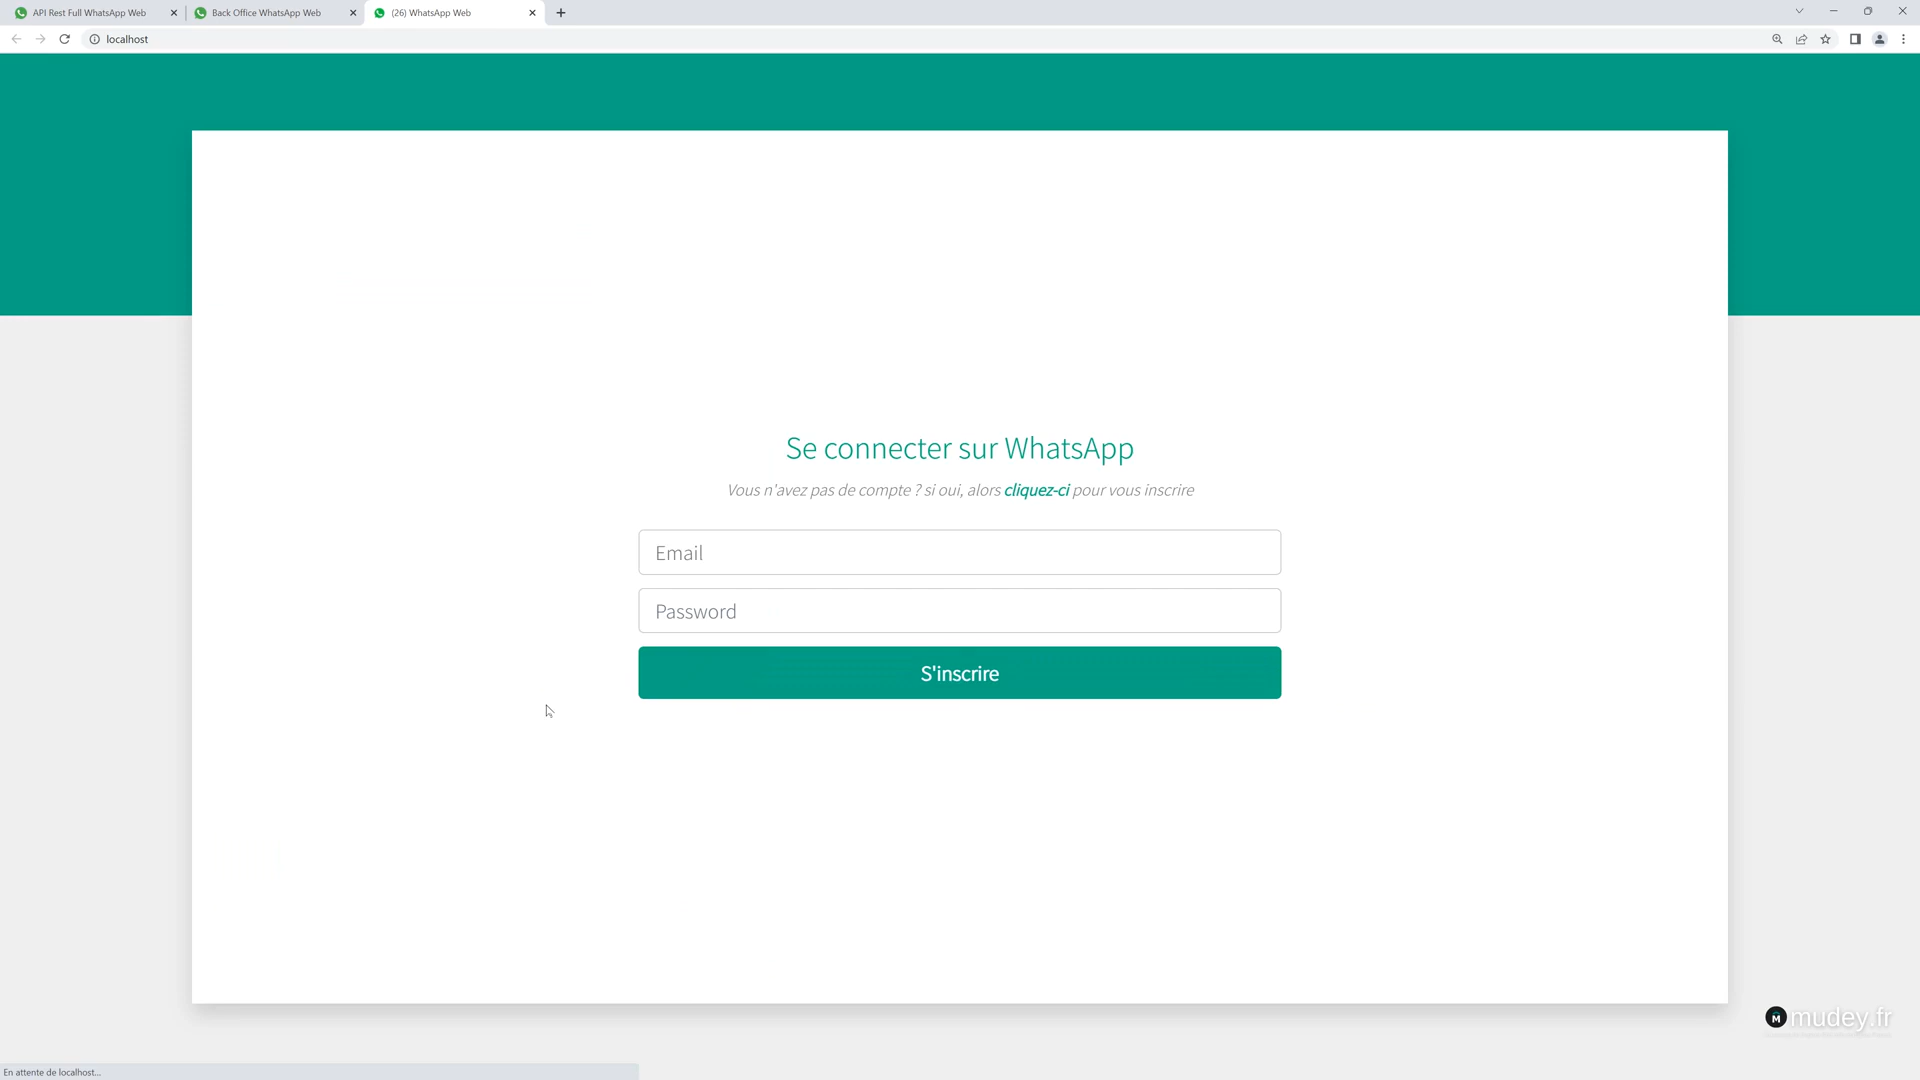 API Rest Full WhatsApp Web
Back Office WhatsApp Web
(26) WhatsApp Web
localhost
Se connecter sur WhatsApp
Vous n'avez pas de compte ? si oui, alors cliquez-ci pour vous inscrire
Email
Password
S'inscrire
M mudey.fr
En attente de localhost...